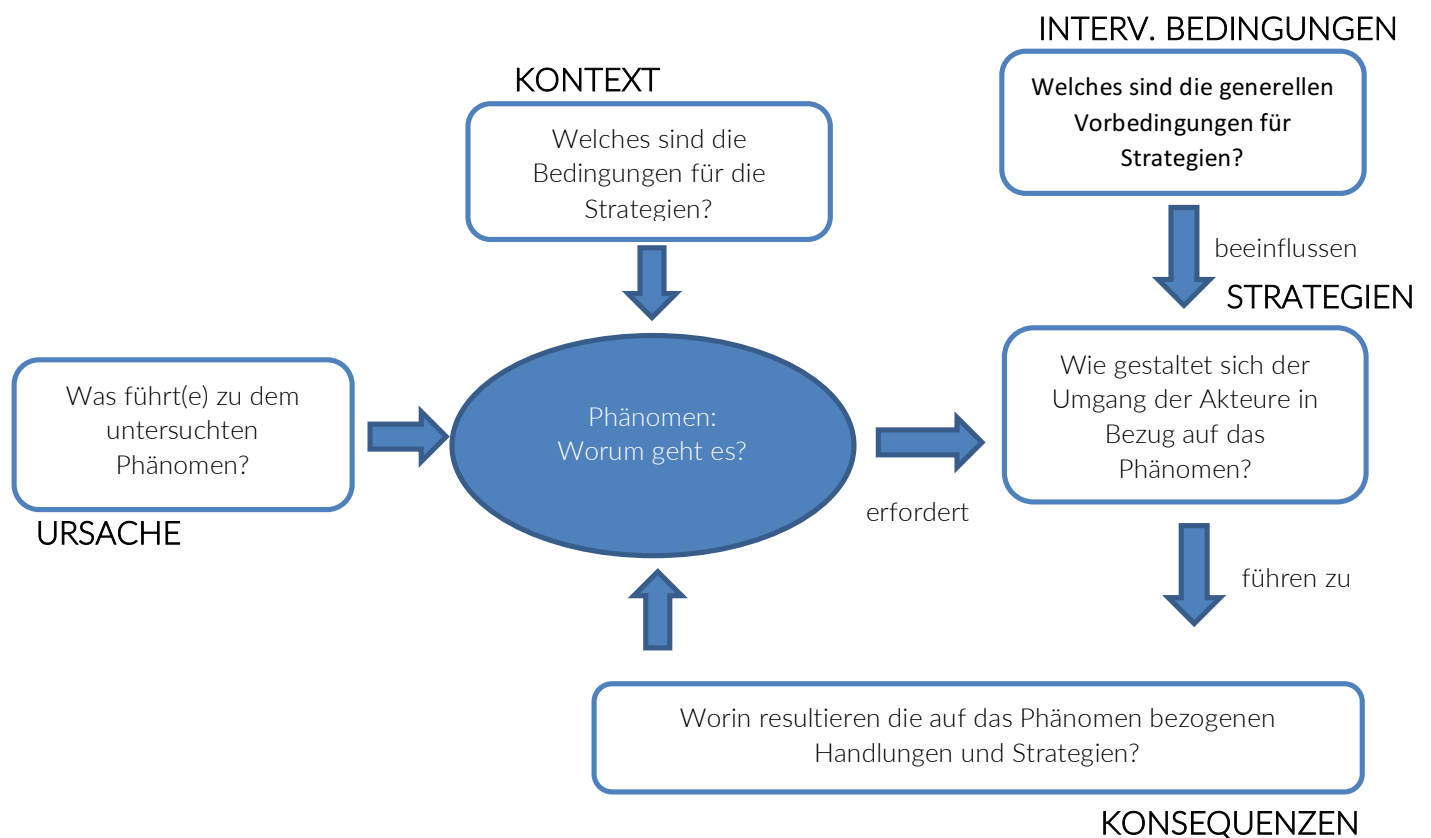 INTERV. BEDINGUNGEN
Welches sind die generellen
Vorbedingungen für
Strategien?
KONTEXT
Welches sind die
Bedingungen für die
Strategien?
beeinflussen
STRATEGIEN
Was führt(e) zu dem
untersuchten
Phänomen?
URSACHE
Phänomen:
Worum geht es?
erfordert
Wie gestaltet sich der
Umgang der Akteure in
Bezug auf das
Phänomen?
führen zu
Worin resultieren die auf das Phänomen bezogenen
Handlungen und Strategien?
KONSEQUENZEN